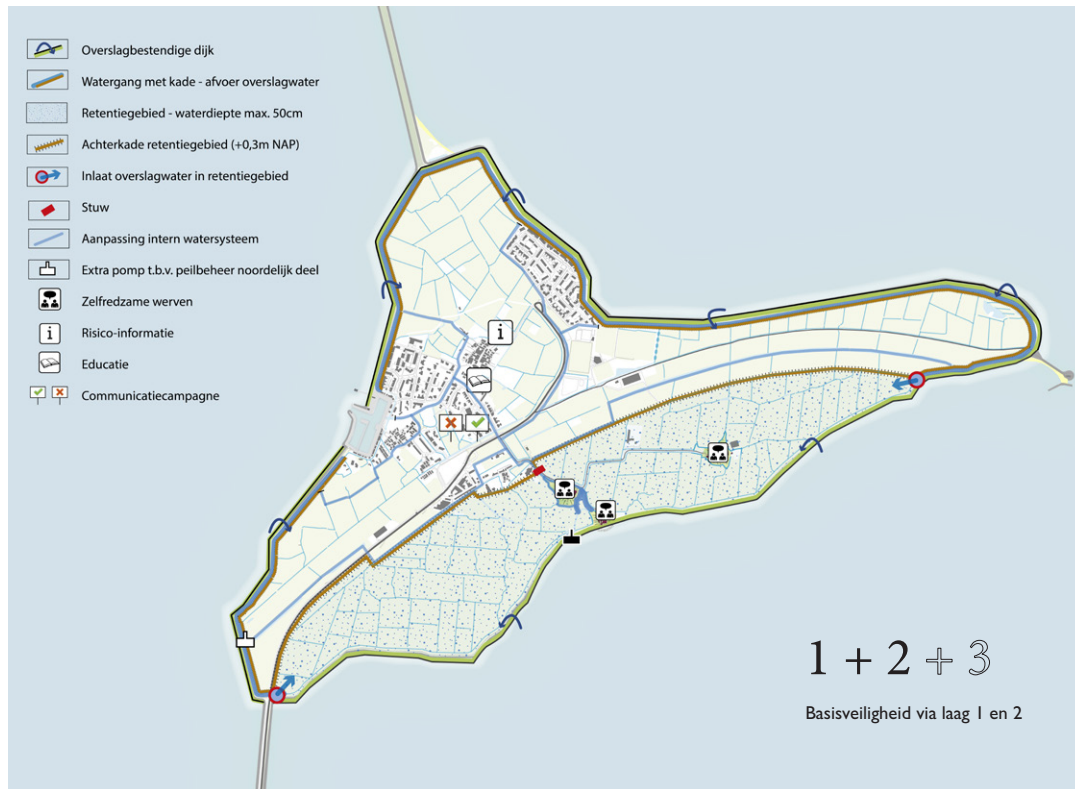 Overslagbestendige dijk
Watergang met kade - afvoer overslagwater
Retentiegebied - waterdiepte max. 50cm
Achterkade retentiegebied (+0,3m NAP)
Inlaat overslagwater in retentiegebied
Stuw
Aanpassing intern watersysteem
Extra pomp t.b.v. peilbeheer noordelijk deel
Zelfredzame werven
i Risico-informatie
Educatie
Communicatiecampagne
i
1 + 2 + 3
Basisveiligheid via laag 1 en 2